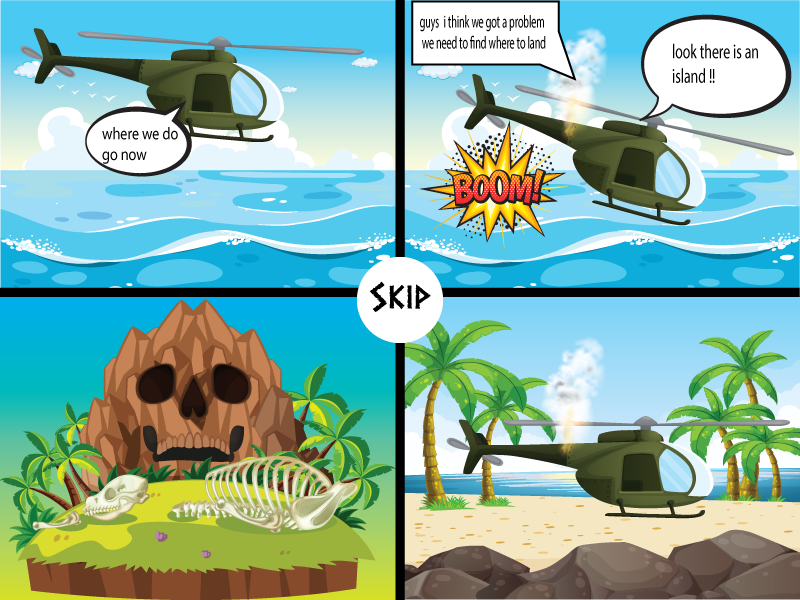 where we do
go now
guys i think we got a problem
we need to find where to land
look there is an
island !!
BOOM!
SKIP